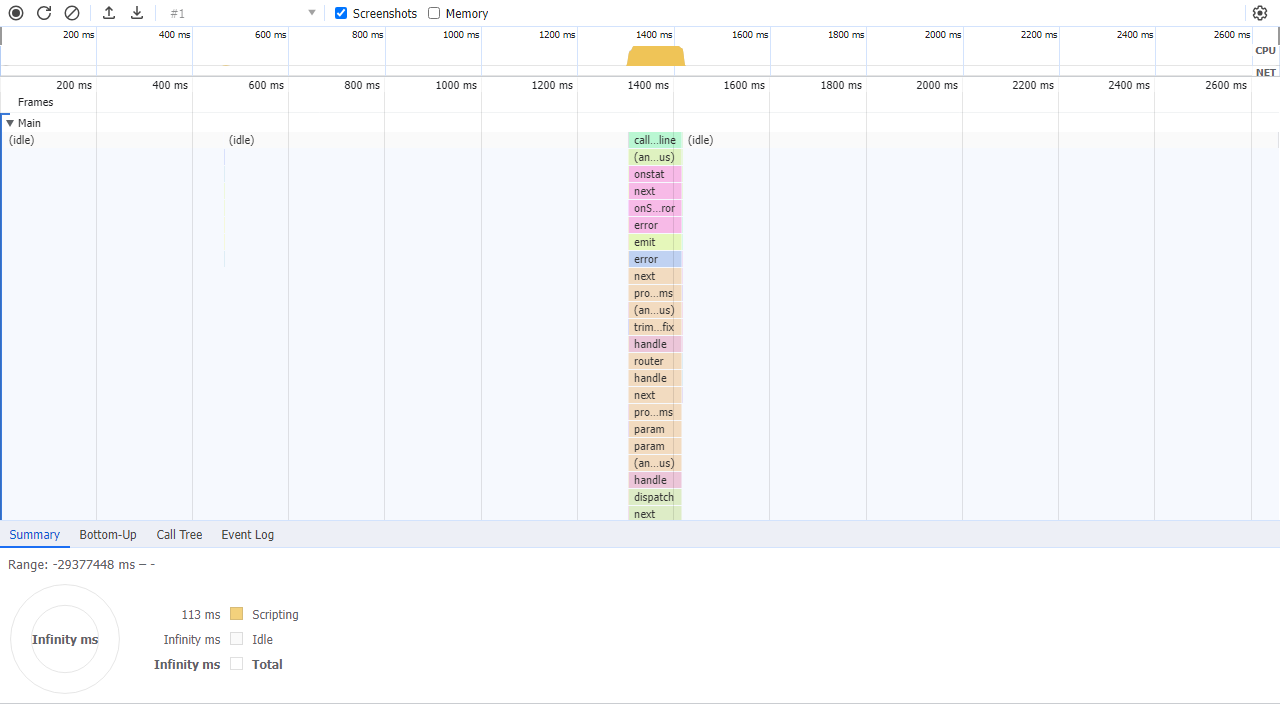 #1 Screenshots Memory
200 ms 400 ms 600 ms 800 ms 1000 ms 1200 ms 1400 ms 1600 ms 1800 ms 2000 ms 2200 ms 2400 ms 2600 ms
CPU
NET
200 ms 400 ms 600 ms 800 ms 1000 ms 1200 ms 1400 ms 1600 ms 1800 ms 2000 ms 2200 ms 2400 ms 2600 ms
Frames
Main
(idle) (idle) call...line (idle)
(an...us)
onstat
next
onS...ror
error
emit
error
next
pro...ms
(an...us)
trim...fix
handle
router
handle
next
pro...ms
param
param
(an...us)
handle
dispatch
next
Summary Bottom-Up Call Tree Event Log
Range: -29377448 ms – -
113 ms Scripting
Infinity ms Infinity ms Idle
Infinity ms Total